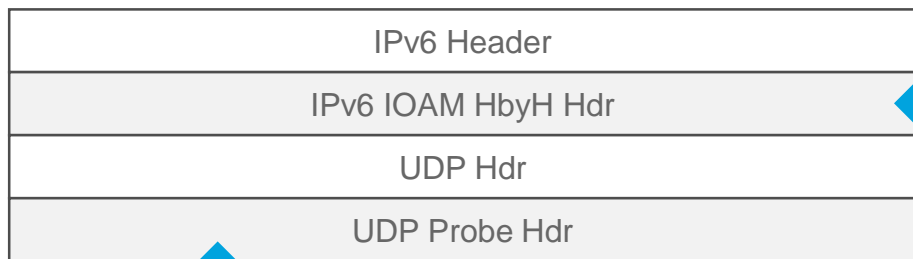 IPv6 Header
IPv6 IOAM HbyH Hdr
UDP Hdr
UDP Probe Hdr